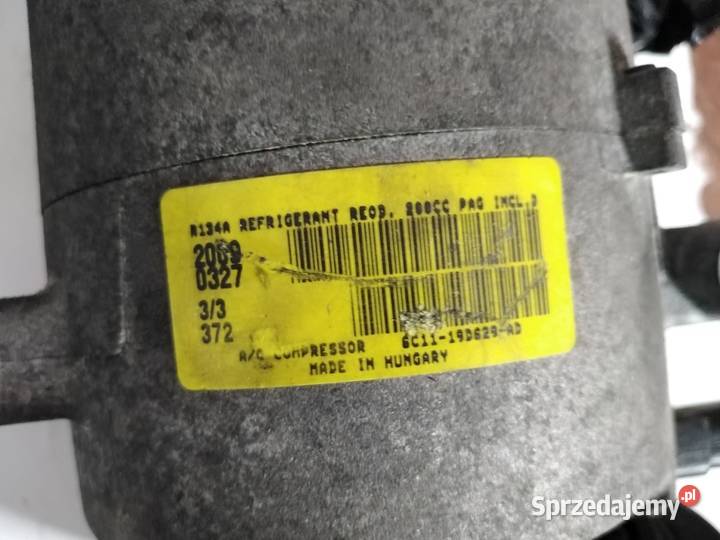 R134A REFRIGERANT REQD. 200CC PAG INCL.D
2009
0327
3/3
372
A/C COMPRESSOR 6C11-19D629-AD
MADE IN HUNGARY
Sprzedajemy.pl